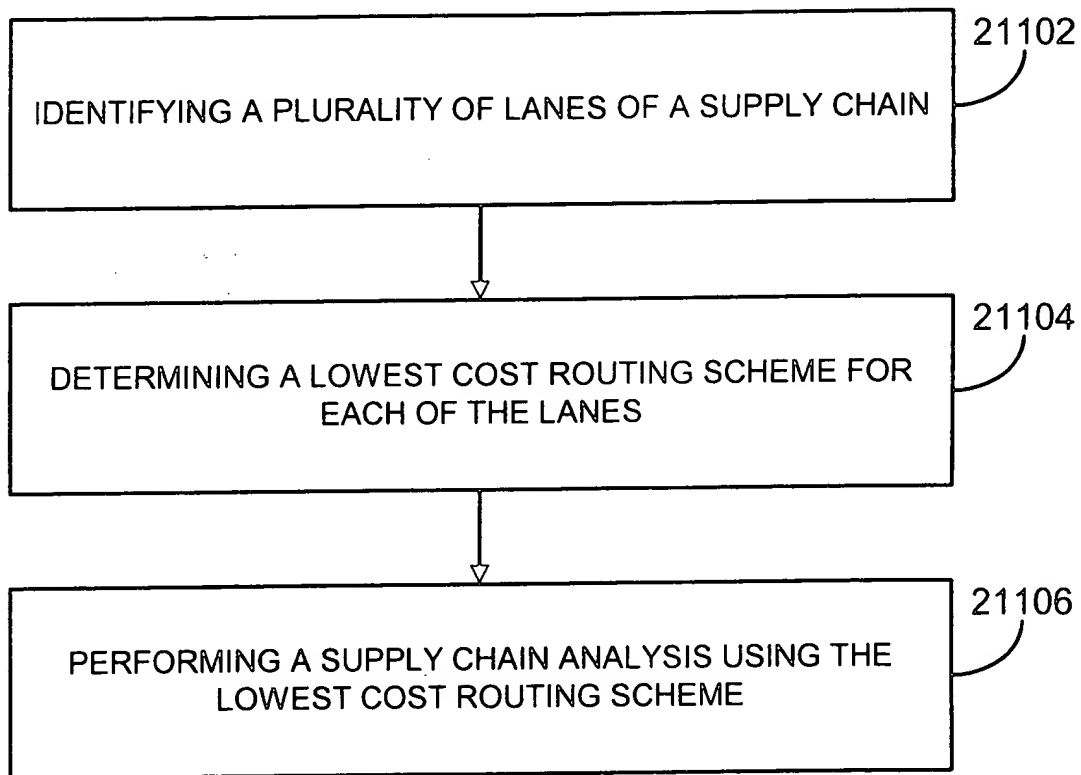 21102
IDENTIFYING A PLURALITY OF LANES OF A SUPPLY CHAIN
21104
DETERMINING A LOWEST COST ROUTING SCHEME FOR
EACH OF THE LANES
21106
PERFORMING A SUPPLY CHAIN ANALYSIS USING THE
LOWEST COST ROUTING SCHEME